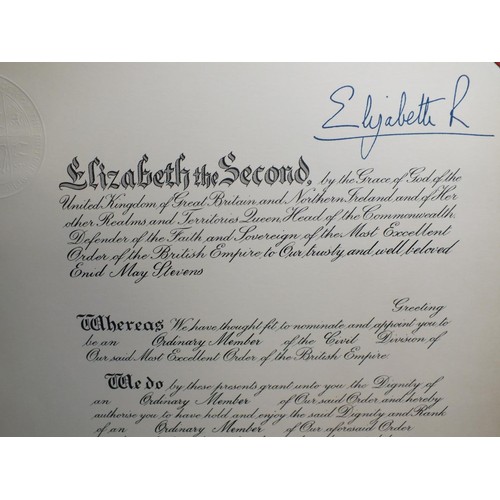 Elizabeth R
Elizabeth the Second, by the Grace of God, of the
United Kingdom of Great Britain and Northern Ireland and of Her
other Realms and Territories Queen, Head of the Commonwealth,
Defender of the Faith and Sovereign of the Most Excellent
Order of the British Empire to Our trusty and well beloved
Enid May Stevens
Greeting
Whereas We have thought fit to nominate and appoint you to
be an Ordinary Member of the Civil Division of
Our said Most Excellent Order of the British Empire
We do by these presents grant unto you the Dignity of
an Ordinary Member of Our said Order and hereby
authorise you to have hold and enjoy the said Dignity and Rank
of an Ordinary Member of Our aforesaid Order